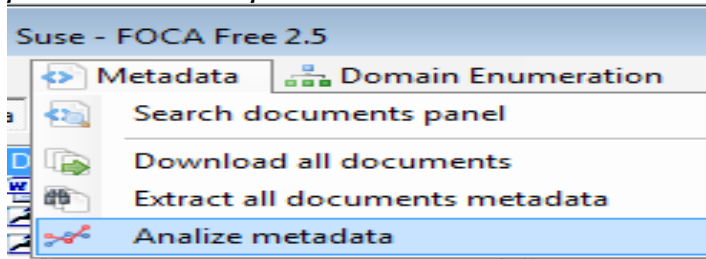 Suse - FOCA Free 2.5
Metadata Domain Enumeration
Search documents panel
Download all documents
Extract all documents metadata
Analize metadata